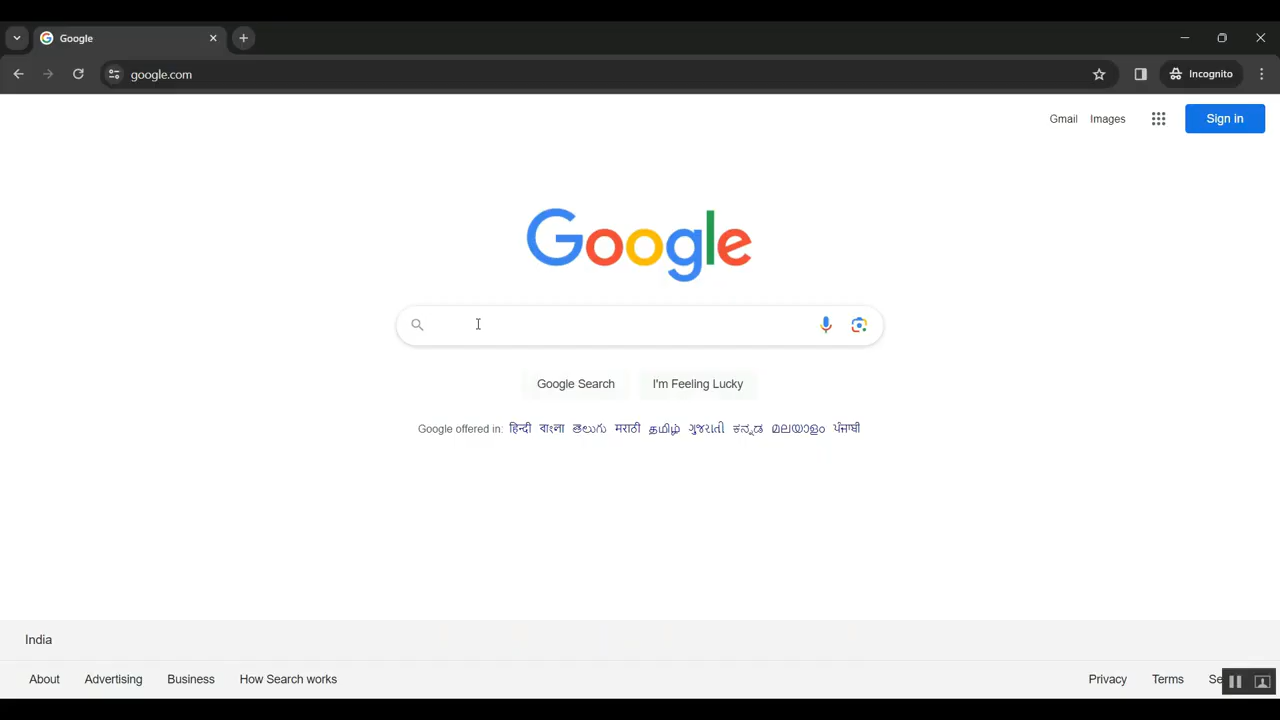 Google
google.com
Incognito
Gmail Images Sign in
Google
Google Search I'm Feeling Lucky
Google offered in: हिन्दी বাংলা తెలుగు मराठी தமிழ் ગુજરાતી ಕನ್ನಡ മലയാളം ਪੰਜਾਬੀ
India
About Advertising Business How Search works Privacy Terms Se